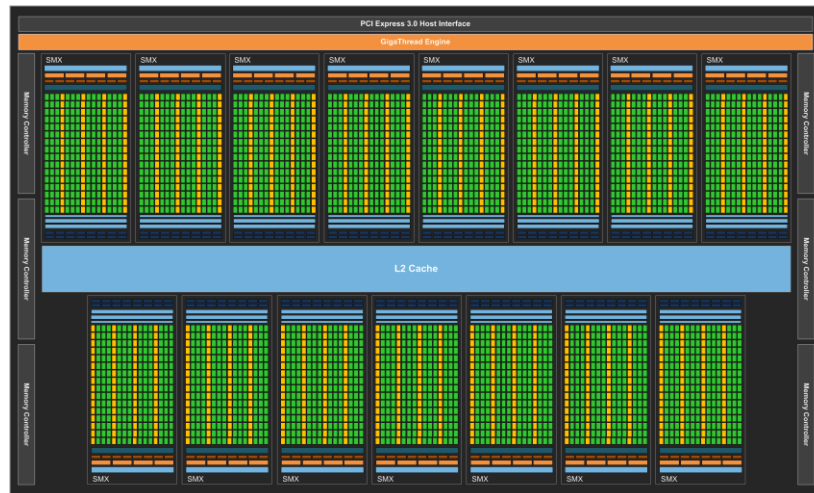 PCI Express 3.0 Host Interface
GigaThread Engine
SMX
SMX
SMX
SMX
SMX
SMX
SMX
SMX
Memory Controller
Memory Controller
Memory Controller
Memory Controller
L2 Cache
Memory Controller
Memory Controller
SMX
SMX
SMX
SMX
SMX
SMX
SMX